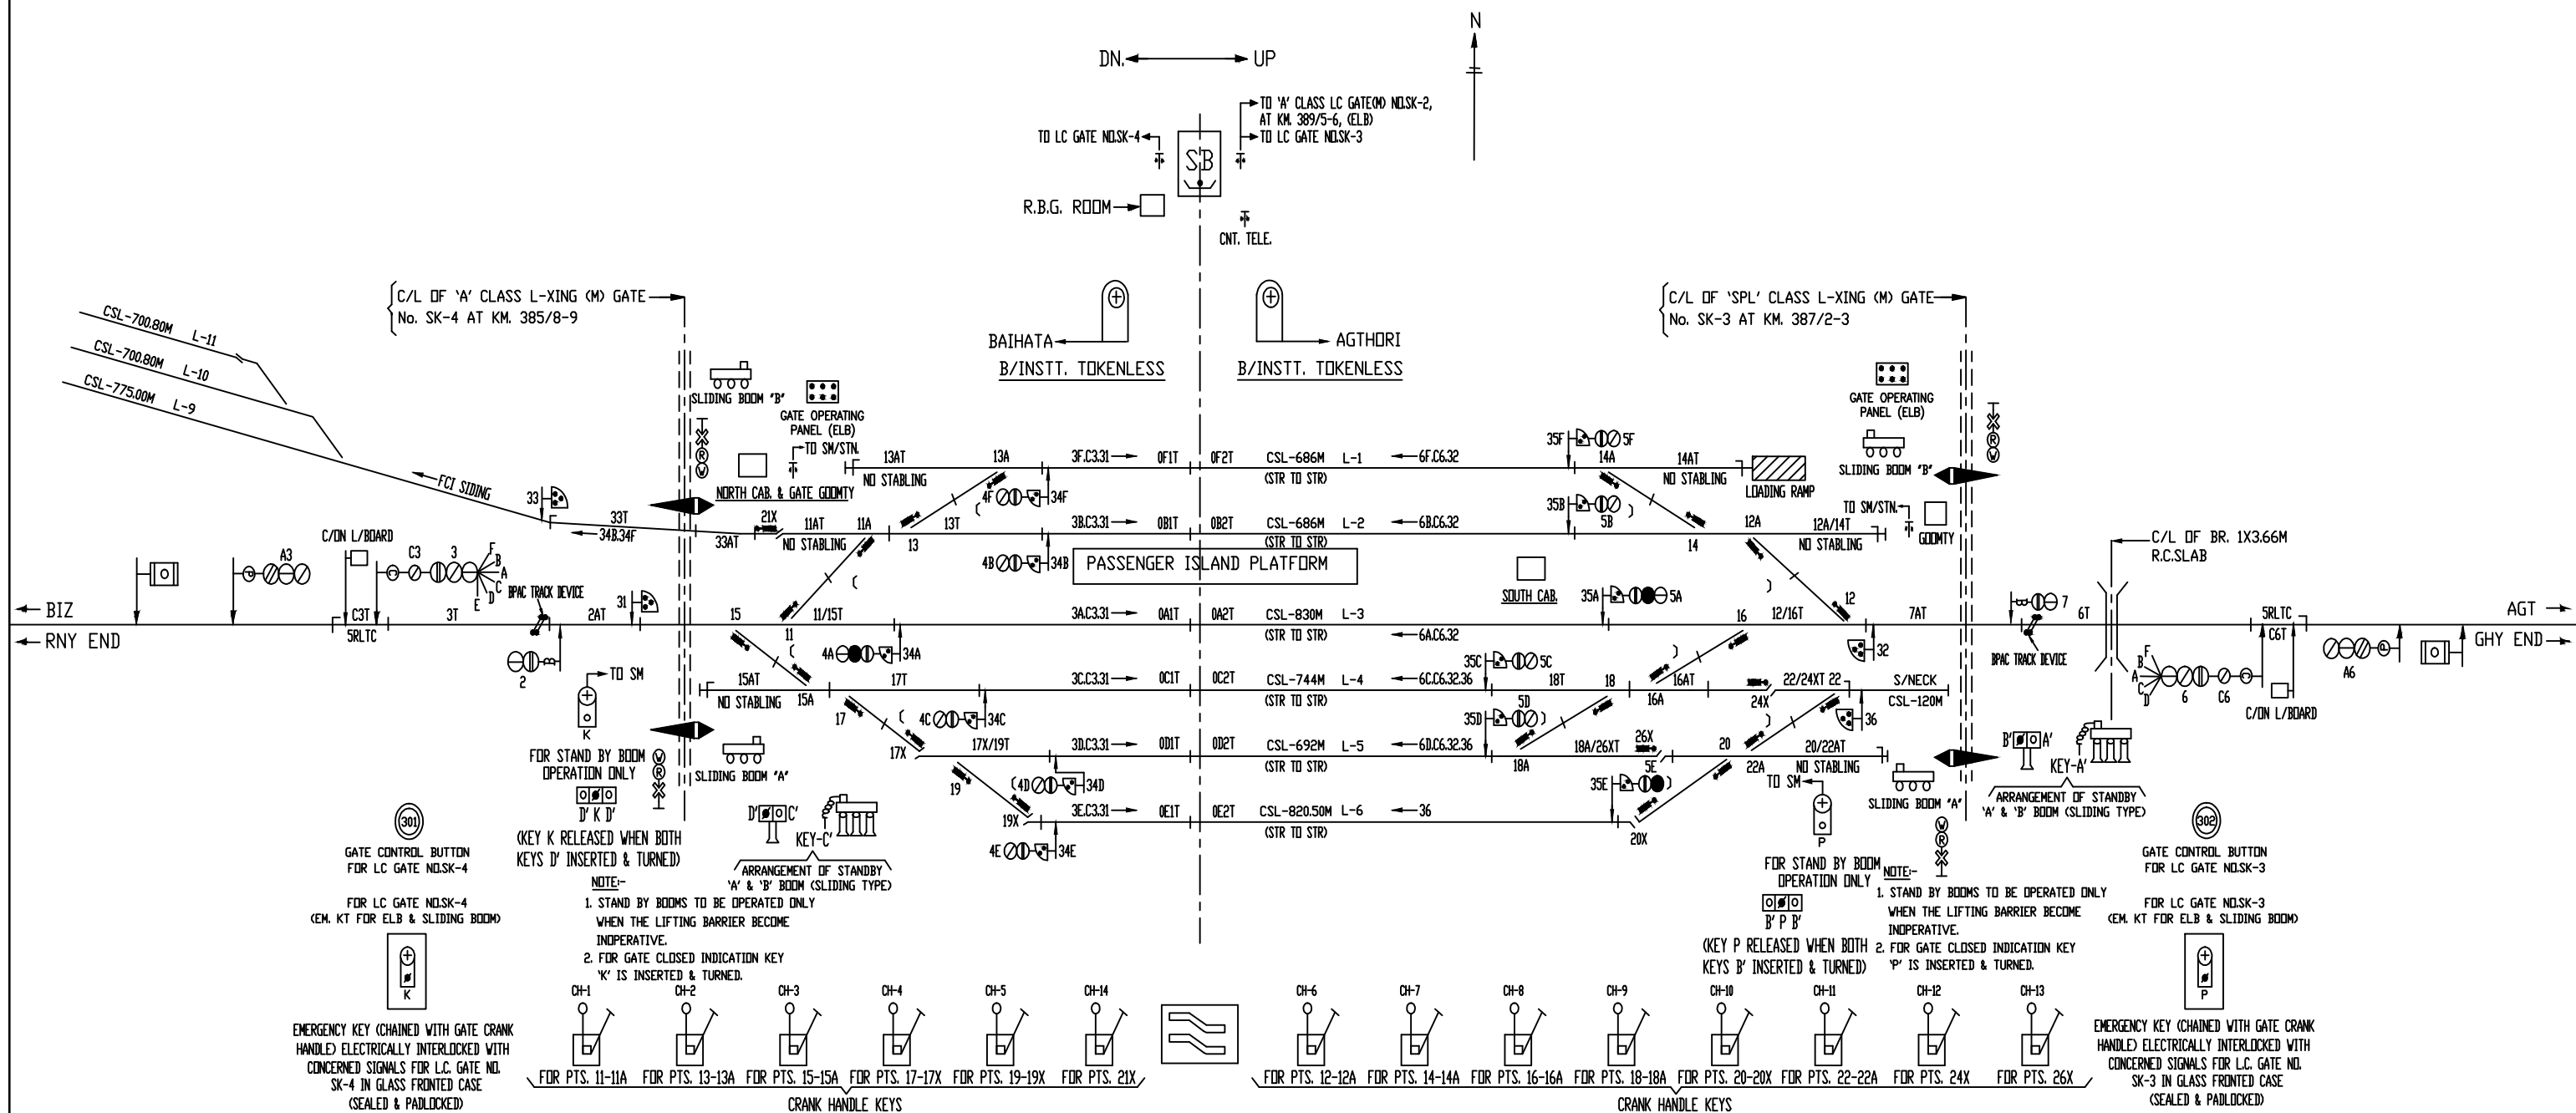 N
DN. UP
TO 'A' CLASS LC GATE(M) NO.SK-2,
AT KM. 389/5-6, (ELB)
TO LC GATE NO.SK-4
TO LC GATE NO.SK-3
SB
R.B.G. ROOM
CNT. TELE.
C/L OF 'A' CLASS L-XING (M) GATE
No. SK-4 AT KM. 385/8-9
C/L OF 'SPL' CLASS L-XING (M) GATE
No. SK-3 AT KM. 387/2-3
BAIHATA
AGTHORI
B/INSTT. TOKENLESS
B/INSTT. TOKENLESS
CSL-700.80M L-11
CSL-700.80M L-10
CSL-775.00M L-9
FCI SIDING
SLIDING BOOM "B"
GATE OPERATING
PANEL (ELB)
TO SM/STN.
NORTH CAB. & GATE GOOMTY
X
R
W
GATE OPERATING
PANEL (ELB)
SLIDING BOOM "B"
X
R
W
13AT 13A 3F.C3.31 0F1T 0F2T CSL-686M L-1 6F.C6.32 35F 5F 14A 14AT
NO STABLING (STR TO STR) NO STABLING
LOADING RAMP
4F 34F
TO SM/STN.
GOOMTY
33 33T 34B.34F 33AT 21X 11AT 11A 13 13T 3B.C3.31 0B1T 0B2T CSL-686M L-2 6B.C6.32 35B 5B 14 12A 12A/14T
NO STABLING (STR TO STR) NO STABLING
4B 34B
PASSENGER ISLAND PLATFORM
SOUTH CAB.
C/L OF BR. 1X3.66M
R.C.SLAB
C/ON L/BOARD
A3 C3 3 F B A C D E
BPAC TRACK DEVICE
BIZ
RNY END
C3T
5RLTC
3T 2AT 31 15 11 11/15T 3A.C3.31 0A1T 0A2T CSL-830M L-3 35A 5A 16 12/16T 12 7AT 7 6T 5RLTC
(STR TO STR) 6A.C6.32
C6T
AGT
GHY END
2
4A 34A
32
BPAC TRACK DEVICE
F B A C D 6 C6
C/ON L/BOARD
A6
15AT 15A 17T 3C.C3.31 0C1T 0C2T CSL-744M L-4 6C.C6.32.36 35C 5C 18T 18 16A 16AT 24X 22/24XT 22 S/NECK
NO STABLING (STR TO STR) CSL-120M
4C 34C
36
17 17X 17X/19T 3D.C3.31 0D1T 0D2T CSL-692M L-5 6D.C6.32.36 35D 5D 18A 18A/26XT 26X 20 22A 20/22AT
(STR TO STR) NO STABLING
4D 34D
19 19X 3E.C3.31 0E1T 0E2T CSL-820.50M L-6 36 35E 5E 20X
(STR TO STR)
4E 34E
TO SM
K
FOR STAND BY BOOM
OPERATION ONLY
D' K D'
(KEY K RELEASED WHEN BOTH
KEYS D' INSERTED & TURNED)
W
R
X
SLIDING BOOM "A"
D' C'
KEY-C'
ARRANGEMENT OF STANDBY
'A' & 'B' BOOM (SLIDING TYPE)
NOTE:-
1. STAND BY BOOMS TO BE OPERATED ONLY
WHEN THE LIFTING BARRIER BECOME
INOPERATIVE.
2. FOR GATE CLOSED INDICATION KEY
'K' IS INSERTED & TURNED.
301
GATE CONTROL BUTTON
FOR LC GATE NO.SK-4
FOR LC GATE NO.SK-4
(EM. KT FOR ELB & SLIDING BOOM)
K
EMERGENCY KEY (CHAINED WITH GATE CRANK
HANDLE) ELECTRICALLY INTERLOCKED WITH
CONCERNED SIGNALS FOR L.C. GATE NO.
SK-4 IN GLASS FRONTED CASE
(SEALED & PADLOCKED)
TO SM
P
FOR STAND BY BOOM
OPERATION ONLY
B' P B'
(KEY P RELEASED WHEN BOTH
KEYS B' INSERTED & TURNED)
SLIDING BOOM "A"
W
R
X
B' A'
KEY-A'
ARRANGEMENT OF STANDBY
'A' & 'B' BOOM (SLIDING TYPE)
NOTE:-
1. STAND BY BOOMS TO BE OPERATED ONLY
WHEN THE LIFTING BARRIER BECOME
INOPERATIVE.
2. FOR GATE CLOSED INDICATION KEY
'P' IS INSERTED & TURNED.
302
GATE CONTROL BUTTON
FOR LC GATE NO.SK-3
FOR LC GATE NO.SK-3
(EM. KT FOR ELB & SLIDING BOOM)
P
EMERGENCY KEY (CHAINED WITH GATE CRANK
HANDLE) ELECTRICALLY INTERLOCKED WITH
CONCERNED SIGNALS FOR L.C. GATE NO.
SK-3 IN GLASS FRONTED CASE
(SEALED & PADLOCKED)
CH-1 CH-2 CH-3 CH-4 CH-5 CH-14
FOR PTS. 11-11A FOR PTS. 13-13A FOR PTS. 15-15A FOR PTS. 17-17X FOR PTS. 19-19X FOR PTS. 21X
CRANK HANDLE KEYS
CH-6 CH-7 CH-8 CH-9 CH-10 CH-11 CH-12 CH-13
FOR PTS. 12-12A FOR PTS. 14-14A FOR PTS. 16-16A FOR PTS. 18-18A FOR PTS. 20-20X FOR PTS. 22-22A FOR PTS. 24X FOR PTS. 26X
CRANK HANDLE KEYS